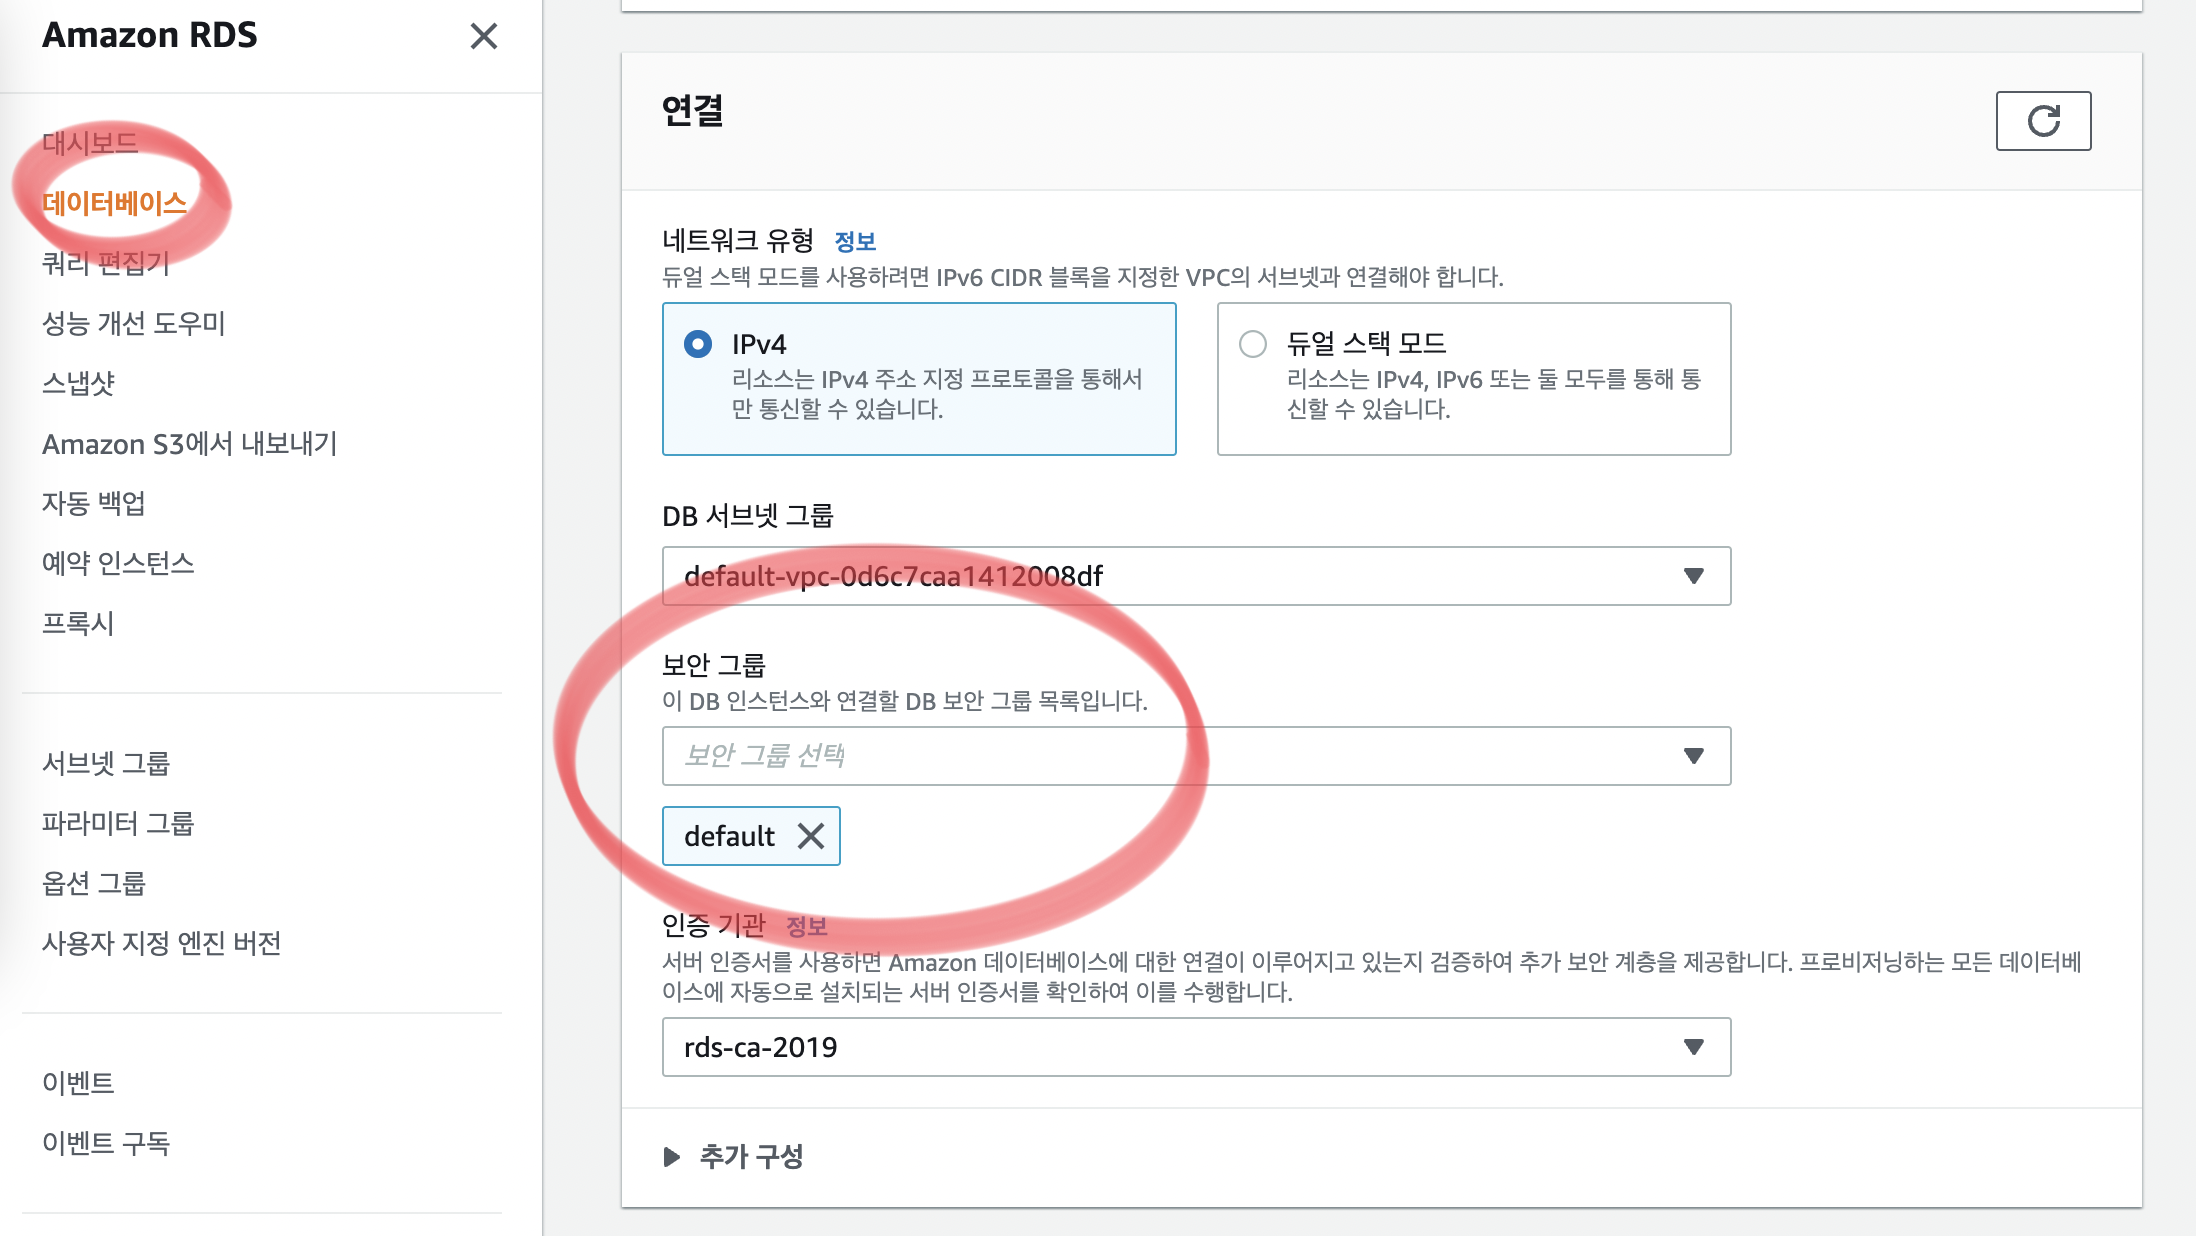 Amazon RDS
대시보드
데이터베이스
쿼리 편집기
성능 개선 도우미
스냅샷
Amazon S3에서 내보내기
자동 백업
예약 인스턴스
프록시
서브넷 그룹
파라미터 그룹
옵션 그룹
사용자 지정 엔진 버전
이벤트
이벤트 구독
연결
네트워크 유형 정보
듀얼 스택 모드를 사용하려면 IPv6 CIDR 블록을 지정한 VPC의 서브넷과 연결해야 합니다.
IPv4
리소스는 IPv4 주소 지정 프로토콜을 통해서
만 통신할 수 있습니다.
듀얼 스택 모드
리소스는 IPv4, IPv6 또는 둘 모두를 통해 통
신할 수 있습니다.
DB 서브넷 그룹
default-vpc-0d6c7caa1412008df
보안 그룹
이 DB 인스턴스와 연결할 DB 보안 그룹 목록입니다.
보안 그룹 선택
default
인증 기관 정보
서버 인증서를 사용하면 Amazon 데이터베이스에 대한 연결이 이루어지고 있는지 검증하여 추가 보안 계층을 제공합니다. 프로비저닝하는 모든 데이터베
이스에 자동으로 설치되는 서버 인증서를 확인하여 이를 수행합니다.
rds-ca-2019
추가 구성